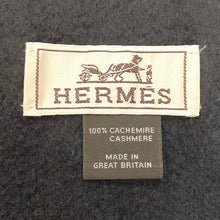 HERMÈS
100% CACHEMIRE
CASHMERE
MADE IN
GREAT BRITAIN